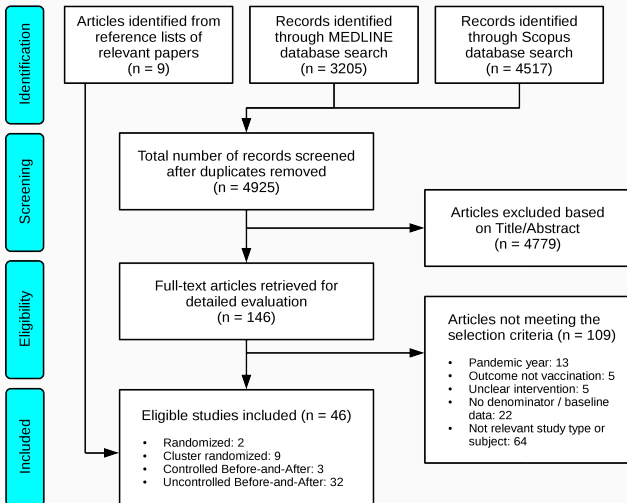 Identification
Articles identified from
reference lists of
relevant papers
(n = 9)
Records identified
through MEDLINE
database search
(n = 3205)
Records identified
through Scopus
database search
(n = 4517)
Screening
Total number of records screened
after duplicates removed
(n = 4925)
Articles excluded based
on Title/Abstract
(n = 4779)
Eligibility
Full-text articles retrieved for
detailed evaluation
(n = 146)
Articles not meeting the
selection criteria (n = 109)
• Pandemic year: 13
• Outcome not vaccination: 5
• Unclear intervention: 5
• No denominator / baseline
data: 22
• Not relevant study type or
subject: 64
Included
Eligible studies included (n = 46)
• Randomized: 2
• Cluster randomized: 9
• Controlled Before-and-After: 3
• Uncontrolled Before-and-After: 32